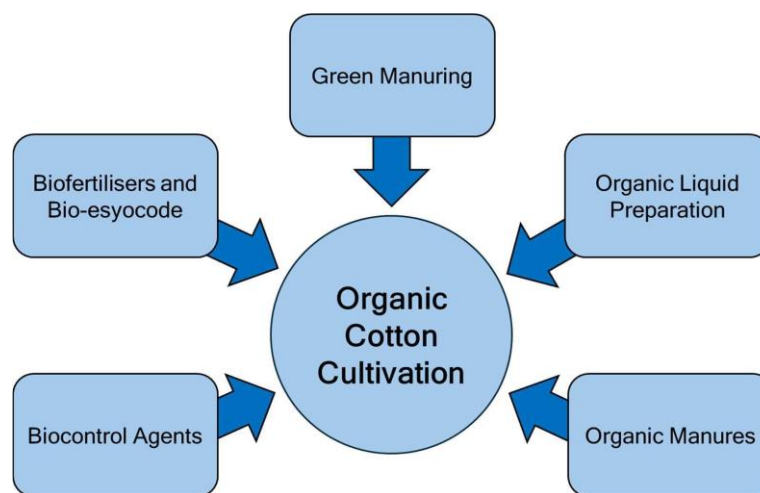 Green Manuring
Biofertilisers and
Bio-esyocode
Organic Liquid
Preparation
Organic
Cotton
Cultivation
Biocontrol Agents
Organic Manures